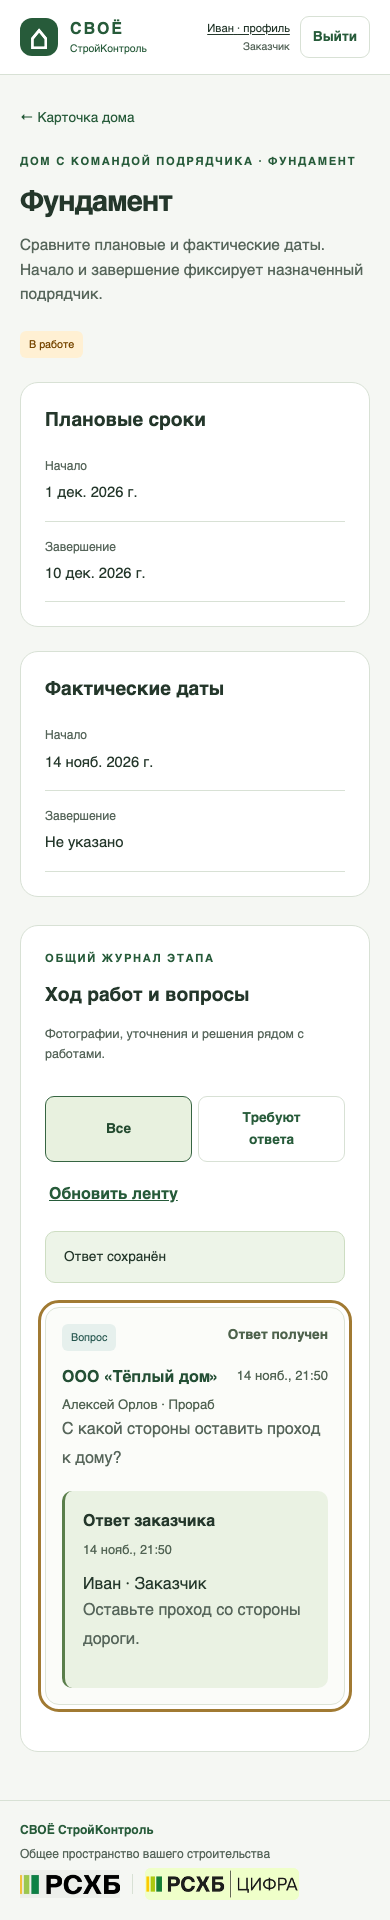 СВОЁ
СтройКонтроль
Иван · профиль
Заказчик
Выйти
← Карточка дома
ДОМ С КОМАНДОЙ ПОДРЯДЧИКА · ФУНДАМЕНТ
Фундамент
Сравните плановые и фактические даты.
Начало и завершение фиксирует назначенный
подрядчик.
В работе
Плановые сроки
Начало
1 дек. 2026 г.
Завершение
10 дек. 2026 г.
Фактические даты
Начало
14 нояб. 2026 г.
Завершение
Не указано
ОБЩИЙ ЖУРНАЛ ЭТАПА
Ход работ и вопросы
Фотографии, уточнения и решения рядом с
работами.
Все
Требуют
ответа
Обновить ленту
Ответ сохранён
Вопрос
Ответ получен
ООО «Тёплый дом»
14 нояб., 21:50
Алексей Орлов · Прораб
С какой стороны оставить проход
к дому?
Ответ заказчика
14 нояб., 21:50
Иван · Заказчик
Оставьте проход со стороны
дороги.
СВОЁ СтройКонтроль
Общее пространство вашего строительства
РСХБ
РСХБ ЦИФРА